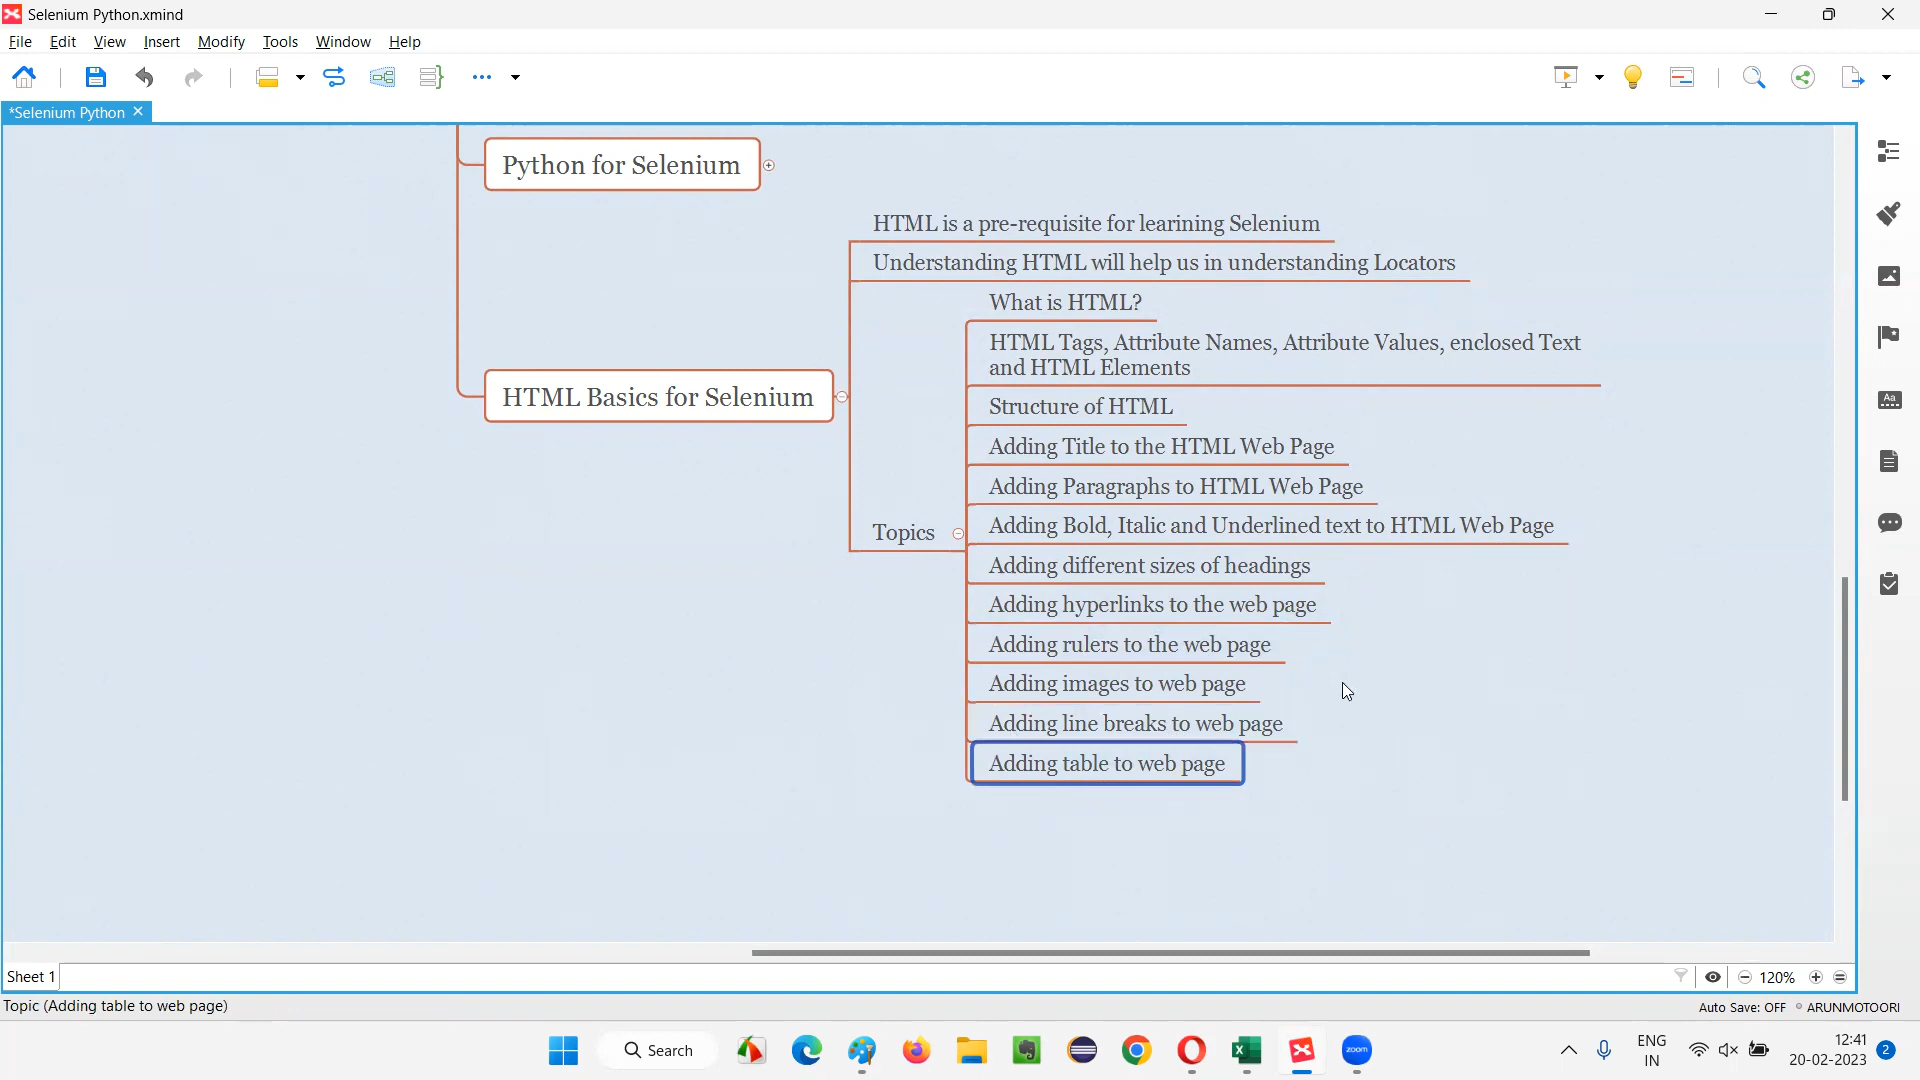 Selenium Python.xmind
File Edit View Insert Modify Tools Window Help
*Selenium Python
Python for Selenium
HTML is a pre-requisite for learining Selenium
Understanding HTML will help us in understanding Locators
What is HTML?
HTML Tags, Attribute Names, Attribute Values, enclosed Text
and HTML Elements
HTML Basics for Selenium
Structure of HTML
Adding Title to the HTML Web Page
Adding Paragraphs to HTML Web Page
Topics
Adding Bold, Italic and Underlined text to HTML Web Page
Adding different sizes of headings
Adding hyperlinks to the web page
Adding rulers to the web page
Adding images to web page
Adding line breaks to web page
Adding table to web page
Aa
Sheet 1
120%
Topic (Adding table to web page)
Auto Save: OFF
ARUNMOTOORI
Search
zoom
ENG
IN
12:41
20-02-2023
2